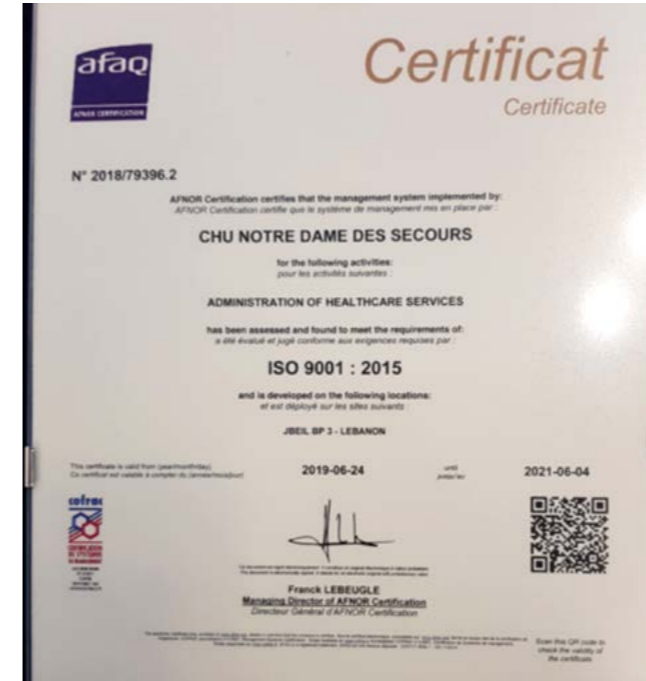 afaq
AFNOR CERTIFICATION
Certificat
Certificate
N° 2018/79396.2
AFNOR Certification certifies that the management system implemented by:
AFNOR Certification certifie que le système de management mis en place par :
CHU NOTRE DAME DES SECOURS
for the following activities:
pour les activités suivantes :
ADMINISTRATION OF HEALTHCARE SERVICES
has been assessed and found to meet the requirements of:
a été évalué et jugé conforme aux exigences requises par :
ISO 9001 : 2015
and is developed on the following locations:
et est déployé sur les sites suivants :
JBEIL BP 3 - LEBANON
This certificate is valid from (year/month/day)
Ce certificat est valable à compter du (année/mois/jour)
2019-06-24
until
jusqu'au
2021-06-04
cofrac
Franck LEBEUGLE
Managing Director of AFNOR Certification
Directeur Général d'AFNOR Certification
Scan this QR code to
check the validity of
the certificate